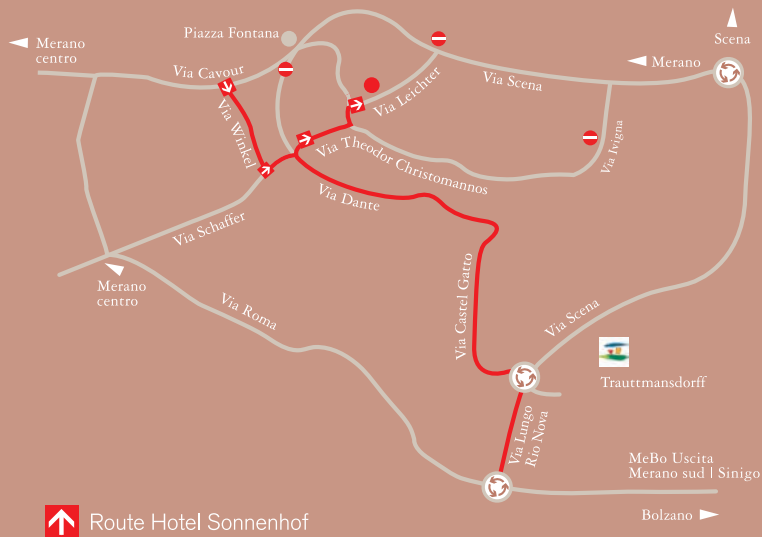 Piazza Fontana
Scena
Merano
centro
Via Cavour
Merano
Via Scena
Via Leichter
Via Winkel
Via Theodor Christomannos
Via Ivigna
Via Dante
Via Schaffer
Merano
centro
Via Roma
Via Castel Gatto
Via Scena
Trauttmansdorff
Via Lungo
Rio Nova
MeBo Uscita
Merano sud | Sinigo
Bolzano
Route Hotel Sonnenhof